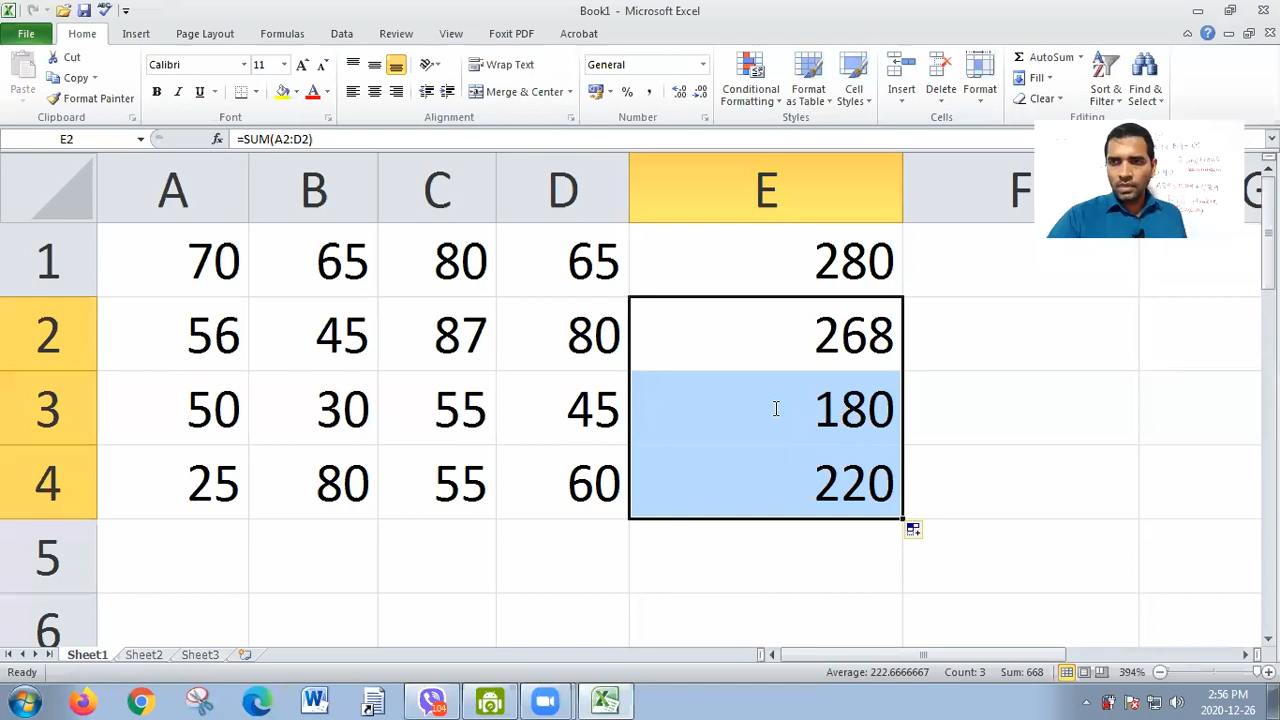 Book1 - Microsoft Excel
File Home Insert Page Layout Formulas Data Review View Foxit PDF Acrobat
Paste
Cut
Copy
Format Painter
Clipboard
Calibri 11
B I U
Font
Wrap Text
Merge & Center
Alignment
General
%
Number
Conditional Formatting
Format as Table
Cell Styles
Styles
Insert
Delete
Format
Cells
AutoSum
Fill
Clear
Sort & Filter
Find & Select
Editing
E2 fx =SUM(A2:D2)
A B C D E F G
1 70 65 80 65 280
2 56 45 87 80 268
3 50 30 55 45 180
4 25 80 55 60 220
5
6
Sheet1 Sheet2 Sheet3
Ready Average: 222.6666667 Count: 3 Sum: 668 394%
104
2:56 PM
2020-12-26